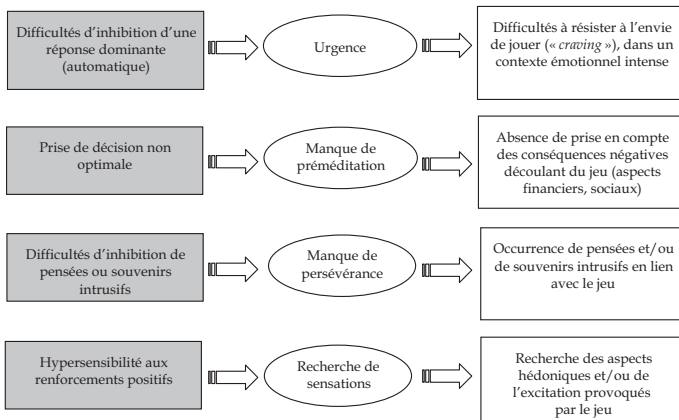 Difficultés d’inhibition d’une
réponse dominante
(automatique)
Urgence
Difficultés à résister à l’envie
de jouer (« craving »), dans un
contexte émotionnel intense
Prise de décision non
optimale
Manque de
préméditation
Absence de prise en compte
des conséquences négatives
découlant du jeu (aspects
financiers, sociaux)
Difficultés d’inhibition de
pensées ou souvenirs
intrusifs
Manque de
persévérance
Occurrence de pensées et/ou
de souvenirs intrusifs en lien
avec le jeu
Hypersensibilité aux
renforcements positifs
Recherche de
sensations
Recherche des aspects
hédoniques et/ou de
l’excitation provoqués
par le jeu